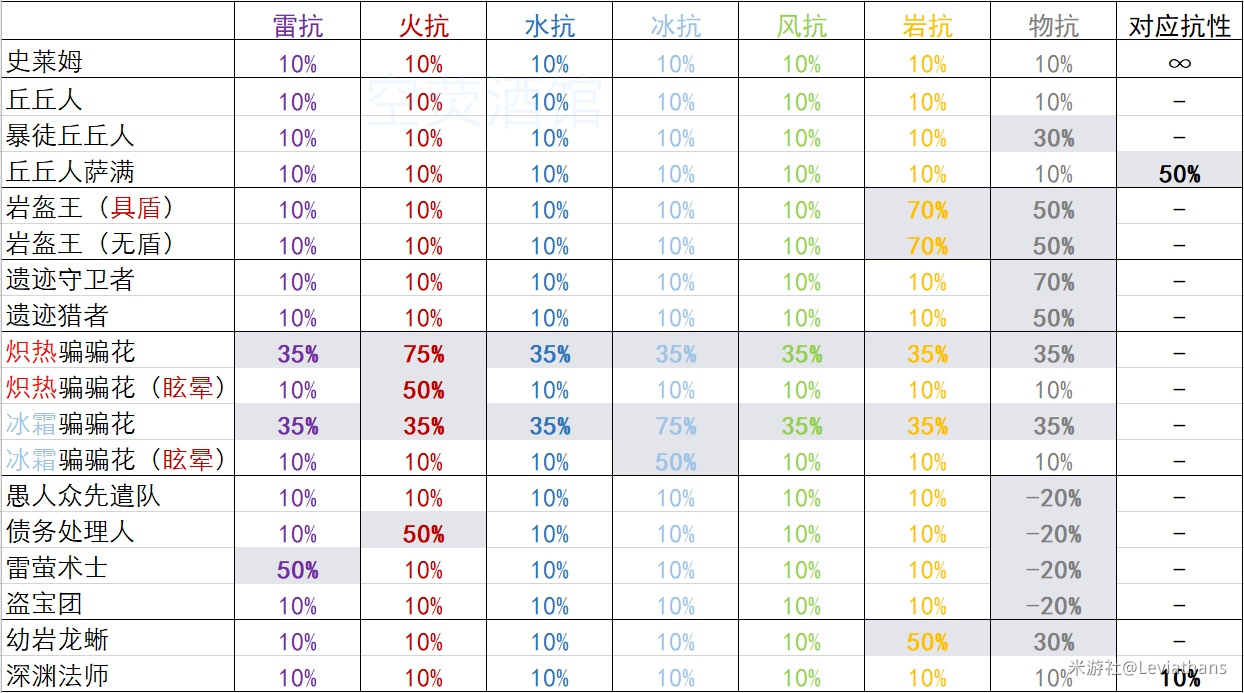 雷抗 火抗 水抗 冰抗 风抗 岩抗 物抗 对应抗性
史莱姆 10% 10% 10% 10% 10% 10% 10% ∞
丘丘人 10% 10% 10% 10% 10% 10% 10% –
空荧酒馆
暴徒丘丘人 10% 10% 10% 10% 10% 10% 30% –
丘丘人萨满 10% 10% 10% 10% 10% 10% 10% 50%
岩盔王（具盾） 10% 10% 10% 10% 10% 70% 50% –
岩盔王（无盾） 10% 10% 10% 10% 10% 70% 50% –
遗迹守卫者 10% 10% 10% 10% 10% 10% 70% –
遗迹猎者 10% 10% 10% 10% 10% 10% 50% –
炽热骗骗花 35% 75% 35% 35% 35% 35% 35% –
炽热骗骗花（眩晕） 10% 50% 10% 10% 10% 10% 10% –
冰霜骗骗花 35% 35% 35% 75% 35% 35% 35% –
冰霜骗骗花（眩晕） 10% 10% 10% 50% 10% 10% 10% –
愚人众先遣队 10% 10% 10% 10% 10% 10% -20% –
债务处理人 10% 50% 10% 10% 10% 10% -20% –
雷萤术士 50% 10% 10% 10% 10% 10% -20% –
盗宝团 10% 10% 10% 10% 10% 10% -20% –
幼岩龙蜥 10% 10% 10% 10% 10% 50% 30% –
深渊法师 10% 10% 10% 10% 10% 10% 10% 10%
米游社@Leviathans